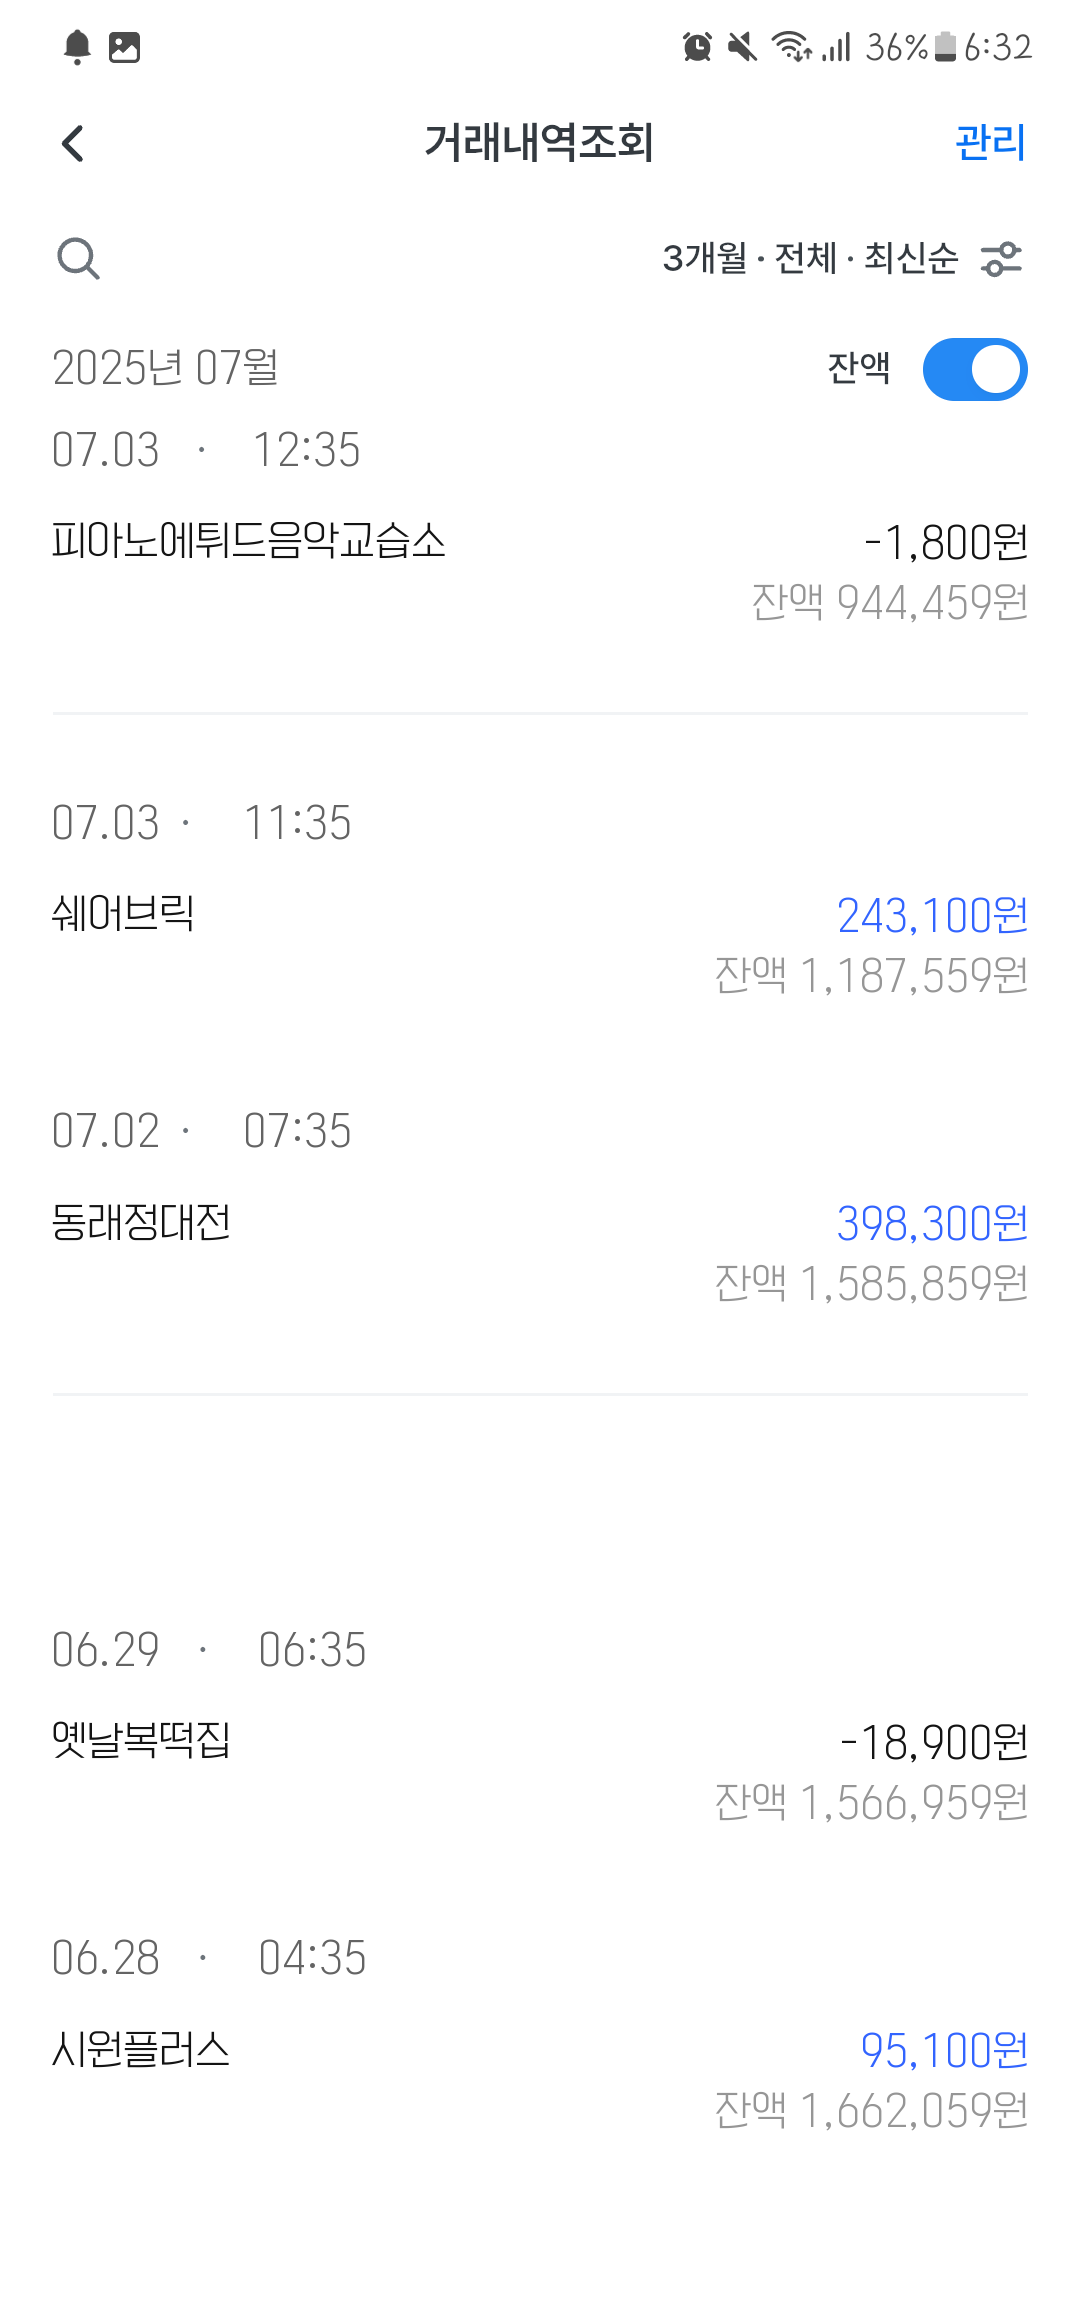 36% 6:32
거래내역조회 관리
3개월 · 전체 · 최신순
2025년 07월 잔액
07.03 · 12:35
피아노에튀드음악교습소 -1,800원
잔액 944,459원
07.03 · 11:35
쉐어브릭 243,100원
잔액 1,187,559원
07.02 · 07:35
동래정대전 398,300원
잔액 1,585,859원
06.29 · 06:35
옛날복떡집 -18,900원
잔액 1,566,959원
06.28 · 04:35
시원플러스 95,100원
잔액 1,662,059원